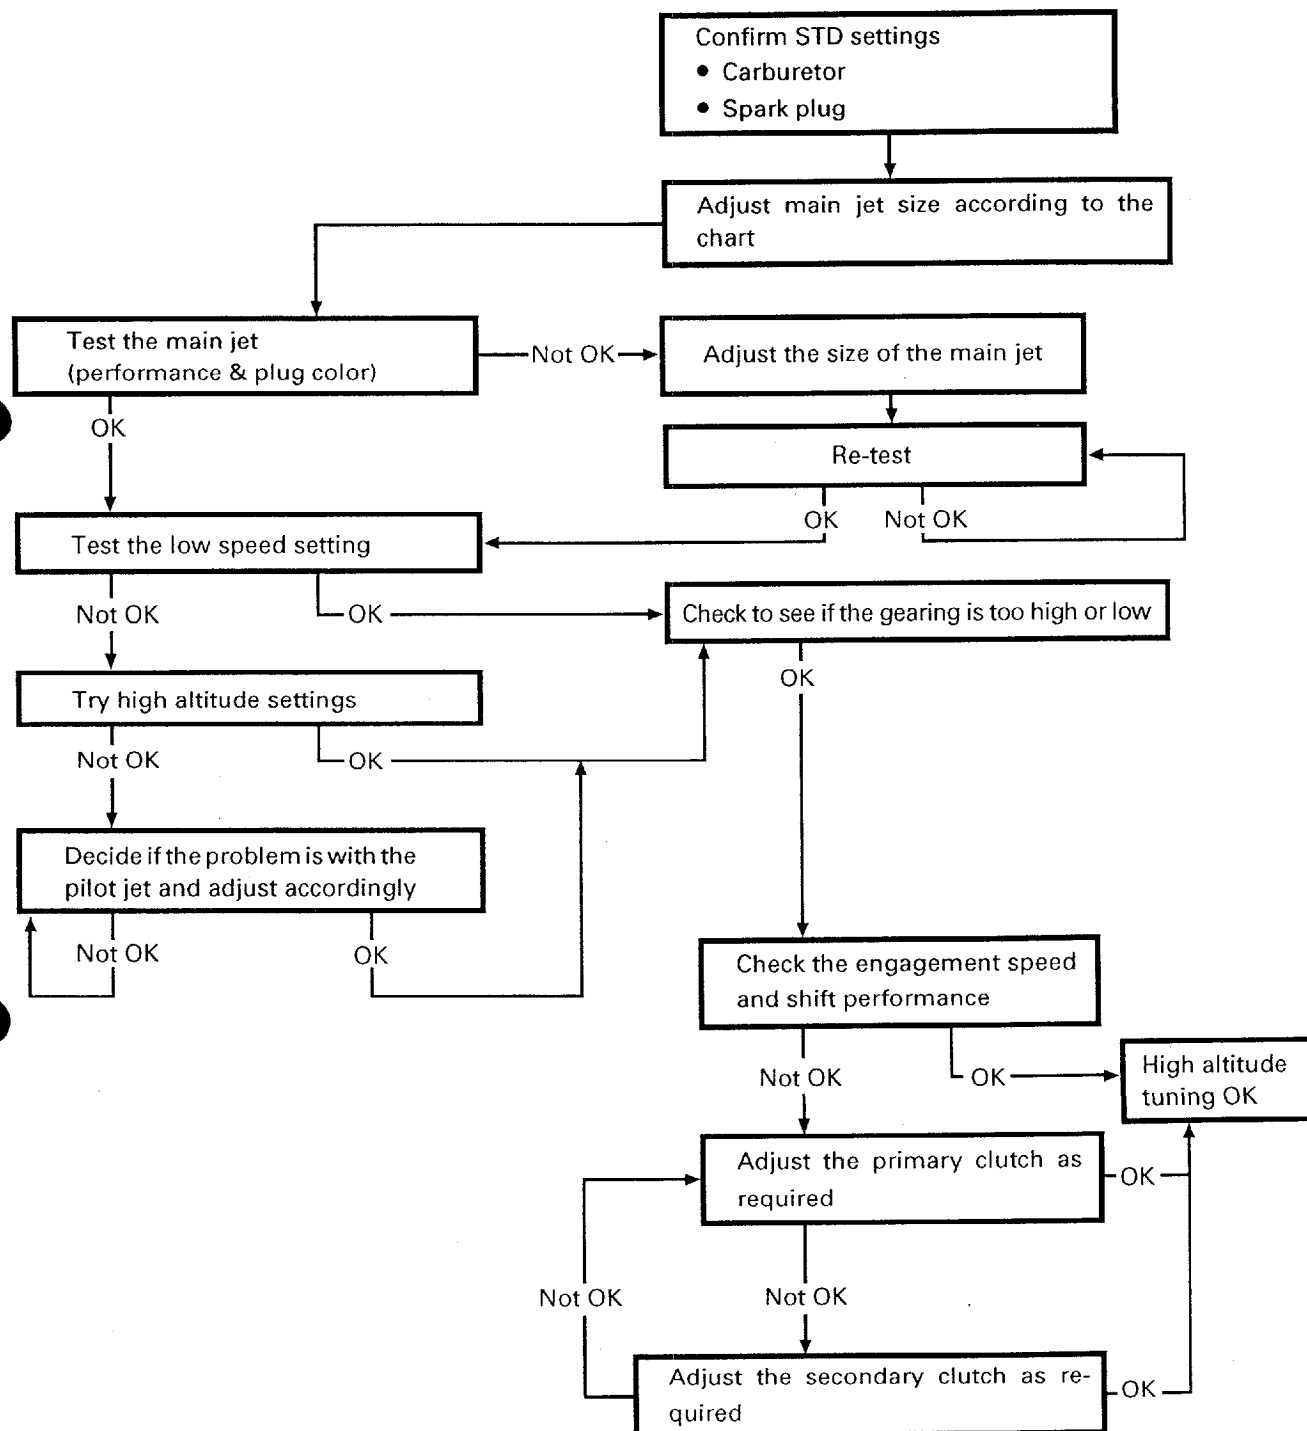 Confirm STD settings
• Carburetor
• Spark plug
Adjust main jet size according to the
chart
Test the main jet
(performance & plug color)
Not OK
Adjust the size of the main jet
OK
Re-test
OK
Not OK
Test the low speed setting
Not OK
OK
Check to see if the gearing is too high or low
OK
Try high altitude settings
Not OK
OK
Decide if the problem is with the
pilot jet and adjust accordingly
Not OK
OK
Check the engagement speed
and shift performance
Not OK
OK
High altitude
tuning OK
Adjust the primary clutch as
required
OK
Not OK
Not OK
Adjust the secondary clutch as re-
quired
OK